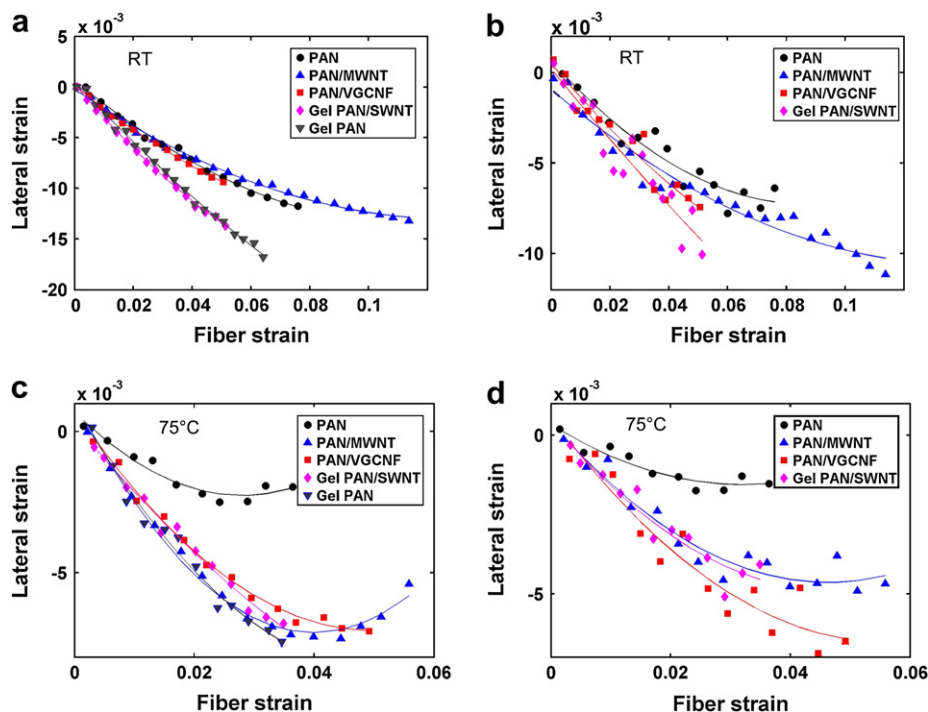 a
x 10⁻³
RT
PAN
PAN/MWNT
PAN/VGCNF
Gel PAN/SWNT
Gel PAN
5
0
-5
-10
-15
-20
Lateral strain
0 0.02 0.04 0.06 0.08 0.1
Fiber strain
b
x 10⁻³
RT
PAN
PAN/MWNT
PAN/VGCNF
Gel PAN/SWNT
0
-5
-10
Lateral strain
0 0.02 0.04 0.06 0.08 0.1
Fiber strain
c
x 10⁻³
75°C
PAN
PAN/MWNT
PAN/VGCNF
Gel PAN/SWNT
Gel PAN
0
-5
Lateral strain
0 0.02 0.04 0.06
Fiber strain
d
x 10⁻³
75°C
PAN
PAN/MWNT
PAN/VGCNF
Gel PAN/SWNT
0
-5
Lateral strain
0 0.02 0.04 0.06
Fiber strain